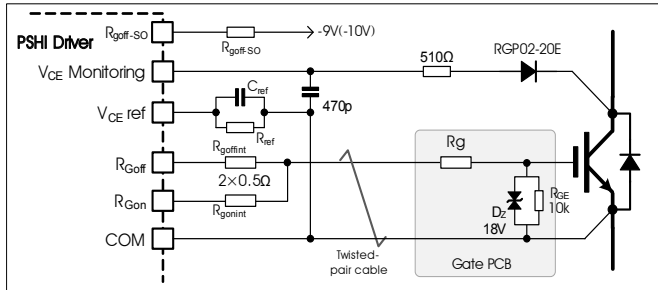 PSHI Driver
Rgoff-SO
Rgoff-SO
-9V(-10V)
VCE Monitoring
510Ω
RGP02-20E
Cref
470p
VCE ref
Rref
RGoff
Rgoffint
Rg
2×0.5Ω
RGon
Rgonint
DZ
18V
RGE
10k
COM
Twisted-
pair cable
Gate PCB